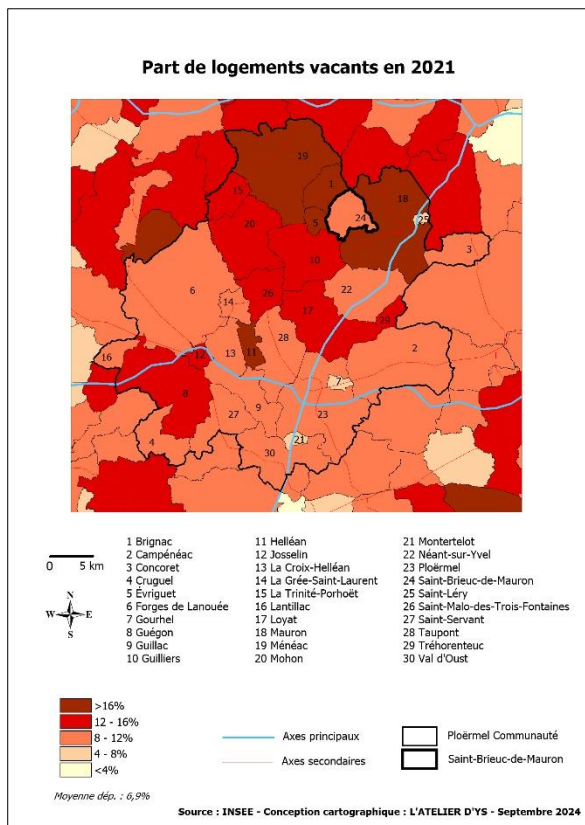 Part de logements vacants en 2021
19
1
15
18
24
25
5
20
3
10
22
6
26
14
17
29
28
2
16
12
13
11
7
8
27
9
23
4
21
30
0 5 km
N
W E
S
1 Brignac
2 Campénéac
3 Concoret
4 Cruguel
5 Évriguet
6 Forges de Lanouée
7 Gourhel
8 Guégon
9 Guillac
10 Guilliers
11 Helléan
12 Josselin
13 La Croix-Helléan
14 La Grée-Saint-Laurent
15 La Trinité-Porhoët
16 Lantillac
17 Loyat
18 Mauron
19 Ménéac
20 Mohon
21 Montertelot
22 Néant-sur-Yvel
23 Ploërmel
24 Saint-Brieuc-de-Mauron
25 Saint-Léry
26 Saint-Malo-des-Trois-Fontaines
27 Saint-Servant
28 Taupont
29 Tréhorenteuc
30 Val d'Oust
>16%
12 - 16%
8 - 12%
4 - 8%
<4%
Moyenne dép. : 6,9%
Axes principaux
Axes secondaires
Ploërmel Communauté
Saint-Brieuc-de-Mauron
Source : INSEE - Conception cartographique : L'ATELIER D'YS - Septembre 2024